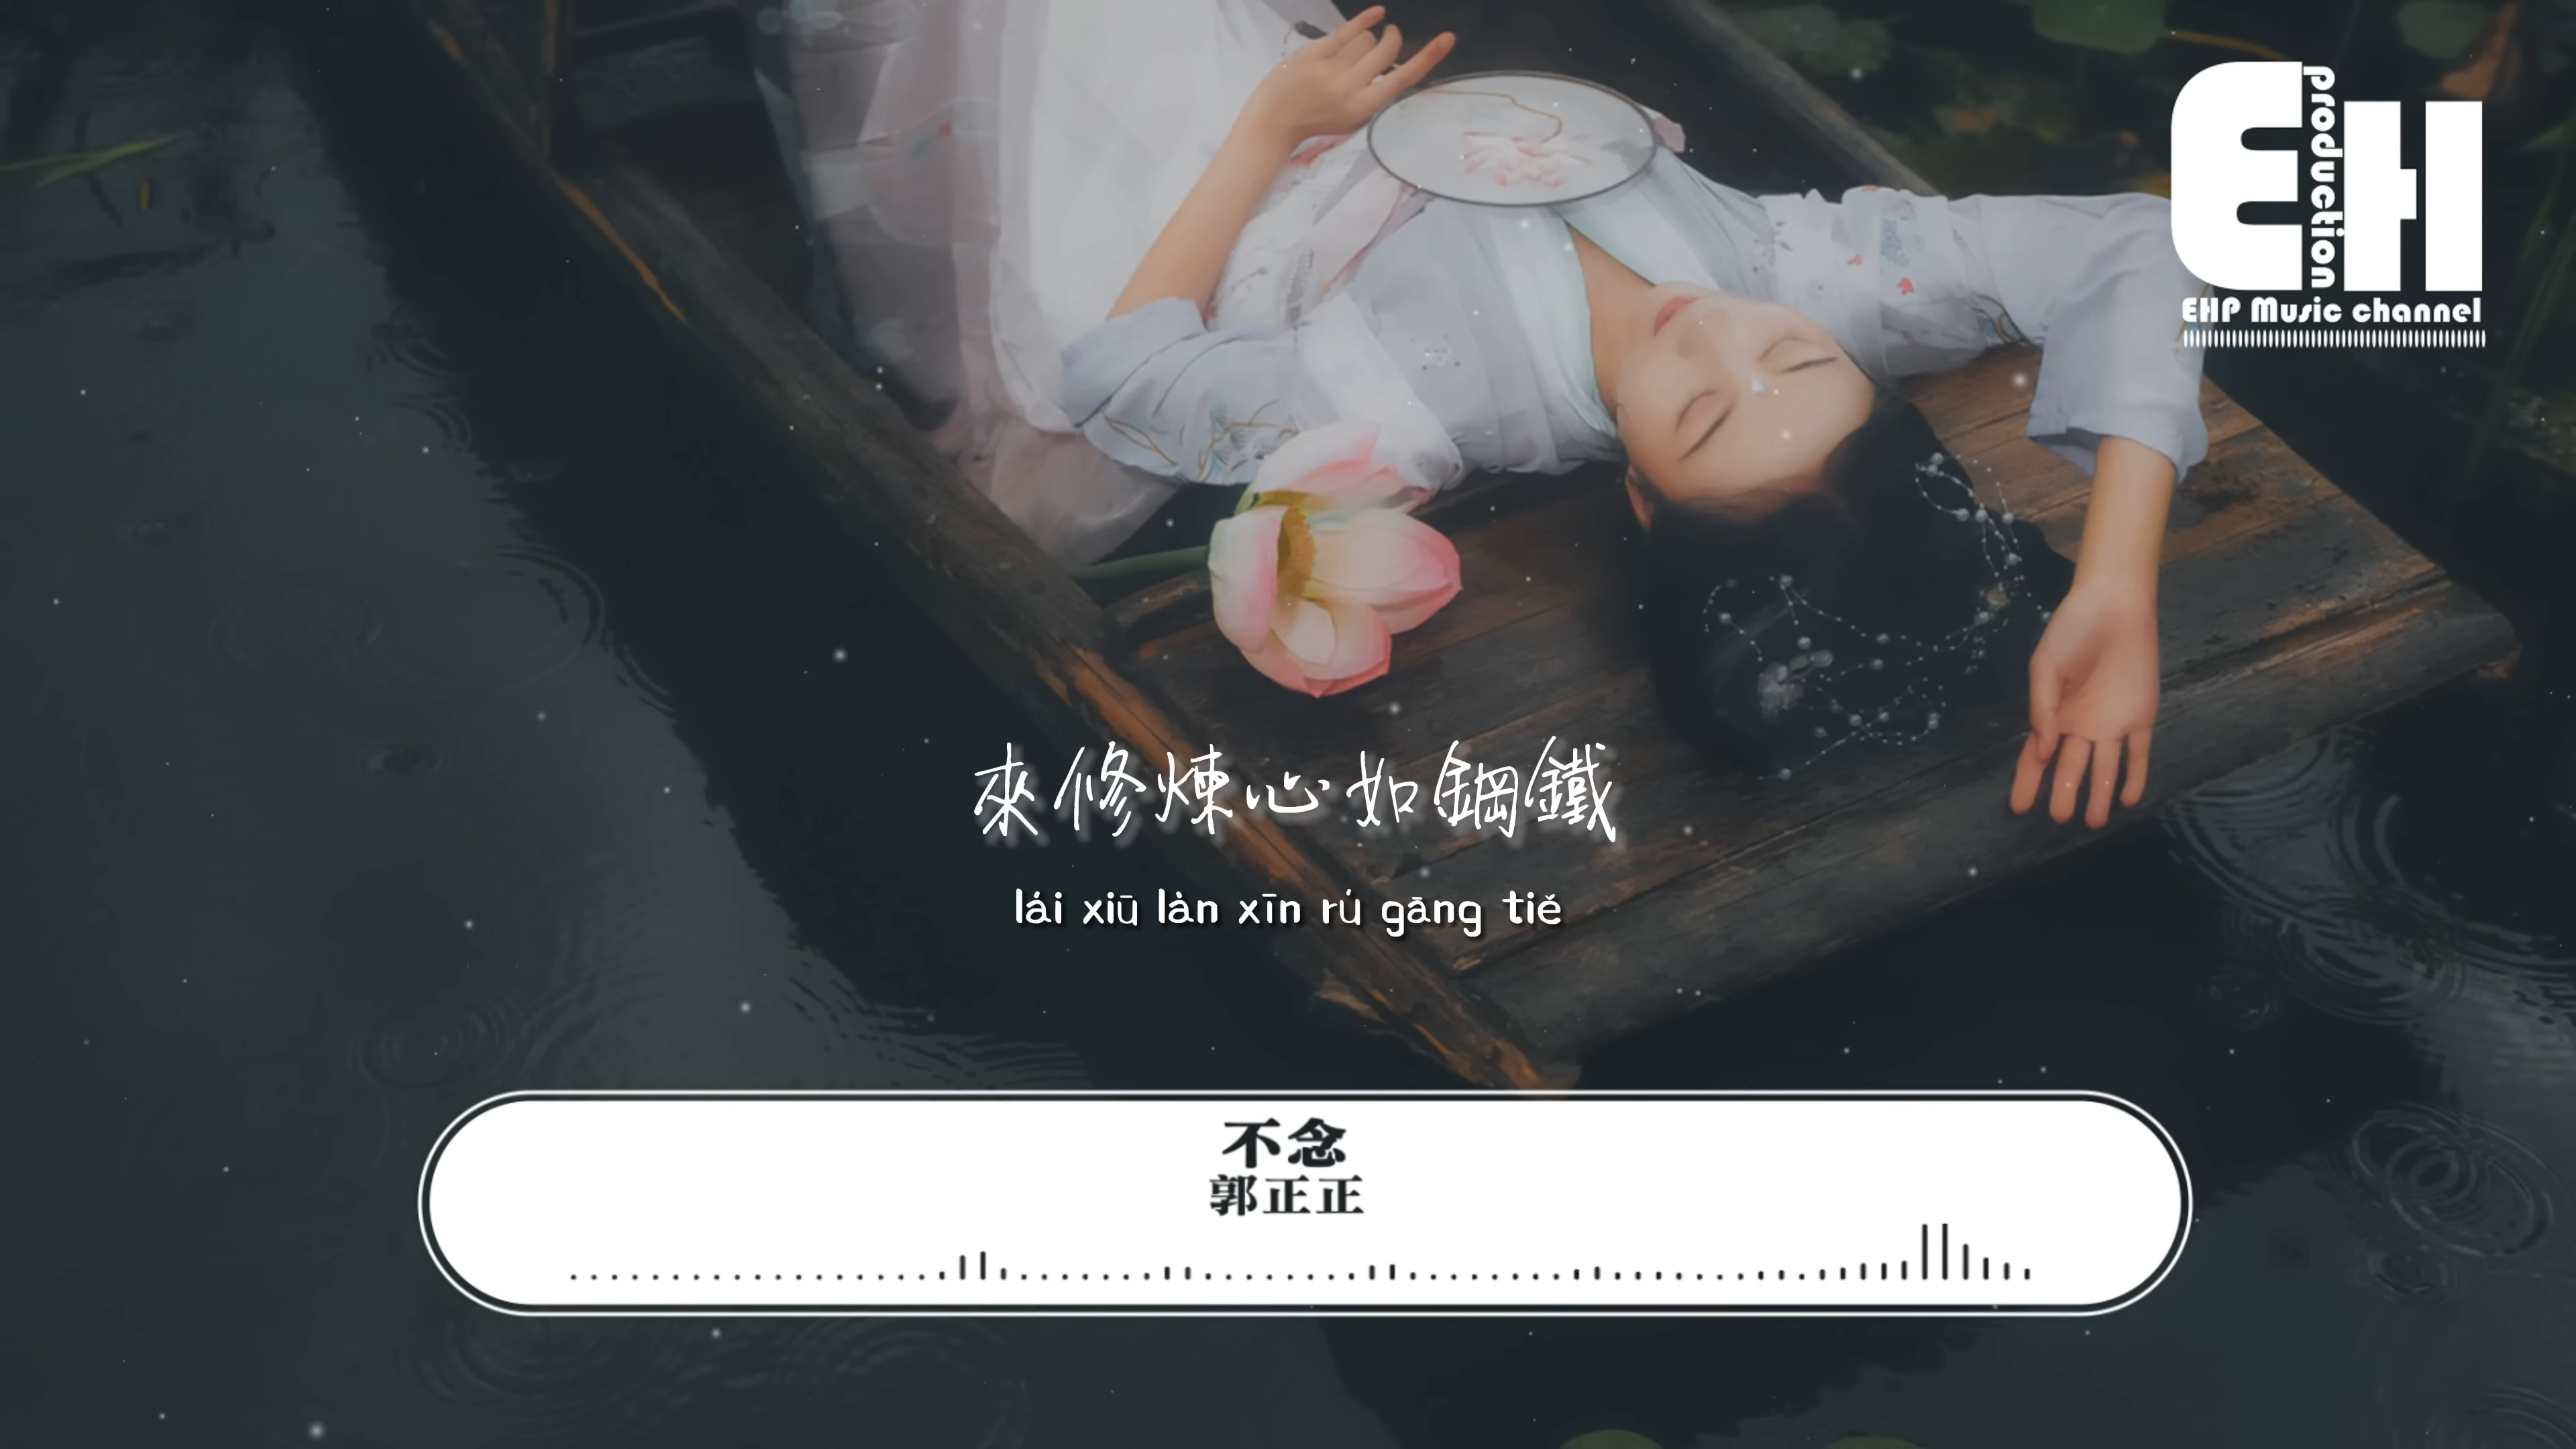 EH
production
EHP Music channel
來修煉心如鋼鐵
lái xiū làn xīn rú gāng tiě
不念
郭正正